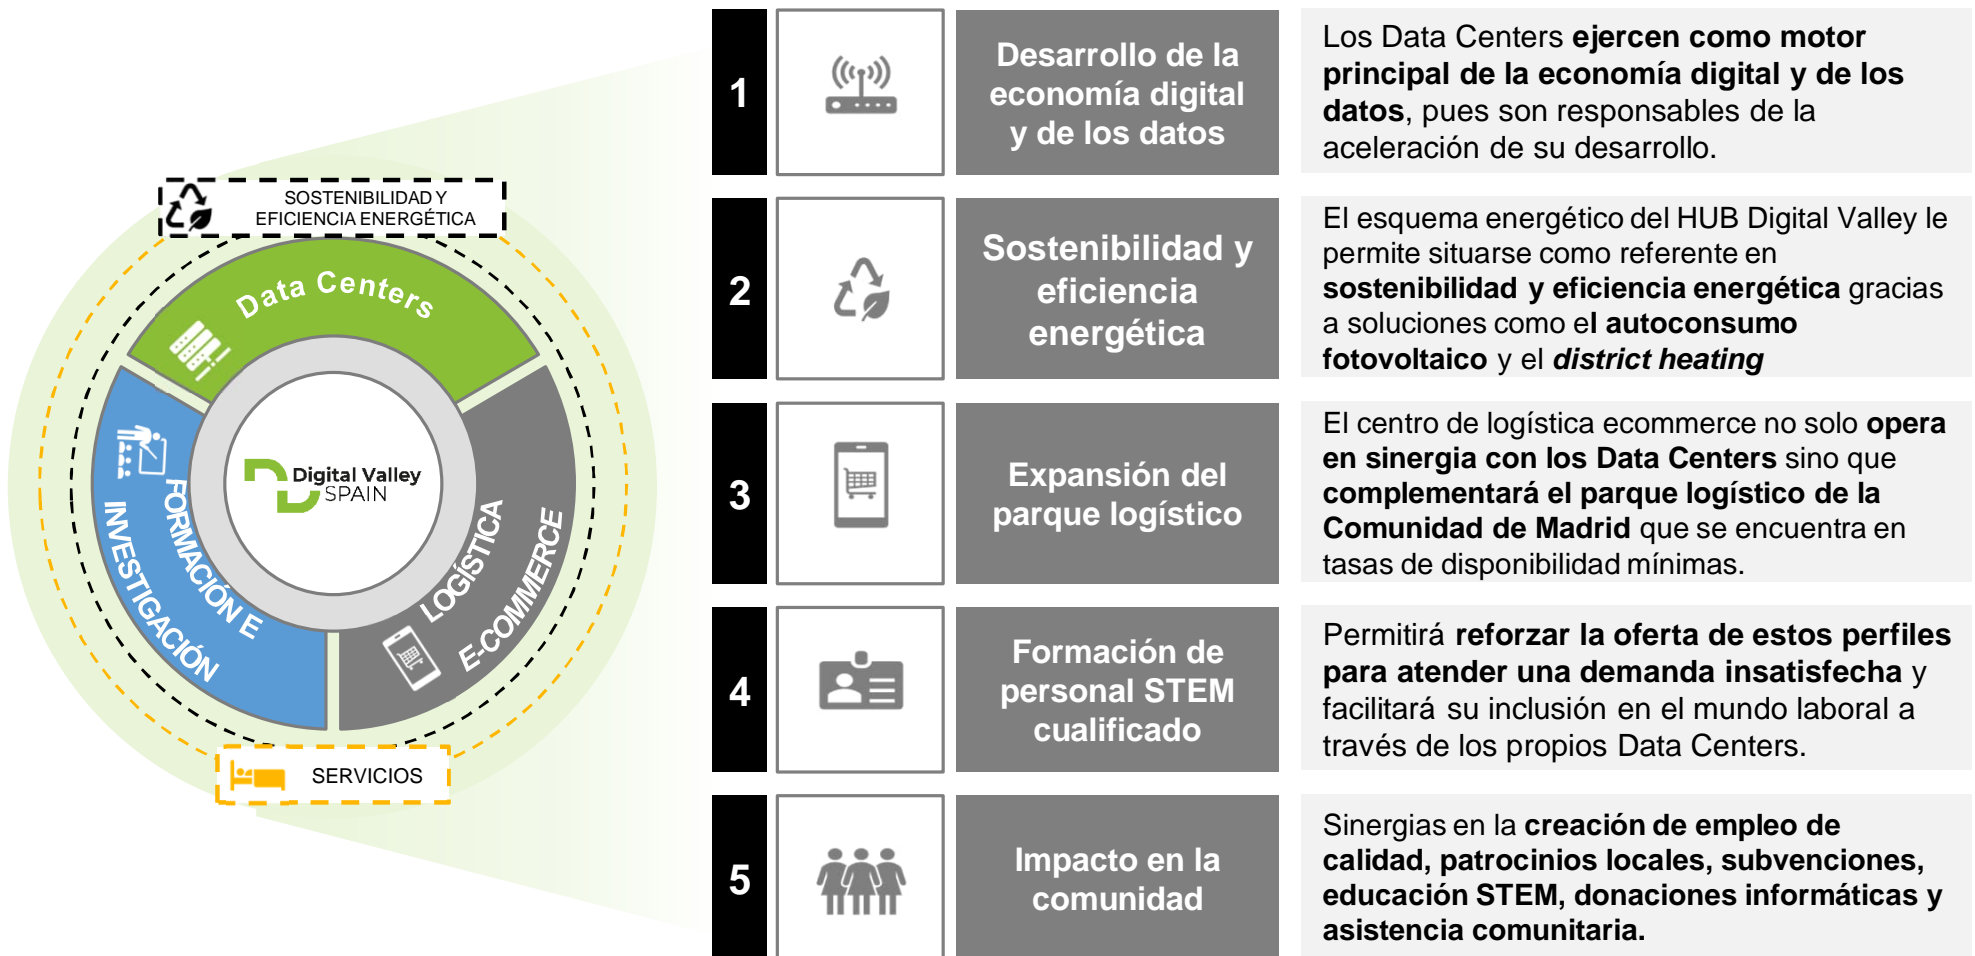 SOSTENIBILIDAD Y
EFICIENCIA ENERGÉTICA
Data Centers
FORMACIÓN E
INVESTIGACIÓN
LOGÍSTICA
E-COMMERCE
Digital Valley
SPAIN
SERVICIOS
1
Desarrollo de la
economía digital
y de los datos
Los Data Centers ejercen como motor
principal de la economía digital y de los
datos, pues son responsables de la
aceleración de su desarrollo.
2
Sostenibilidad y
eficiencia
energética
El esquema energético del HUB Digital Valley le
permite situarse como referente en
sostenibilidad y eficiencia energética gracias
a soluciones como el autoconsumo
fotovoltaico y el district heating
3
Expansión del
parque logístico
El centro de logística ecommerce no solo opera
en sinergia con los Data Centers sino que
complementará el parque logístico de la
Comunidad de Madrid que se encuentra en
tasas de disponibilidad mínimas.
4
Formación de
personal STEM
cualificado
Permitirá reforzar la oferta de estos perfiles
para atender una demanda insatisfecha y
facilitará su inclusión en el mundo laboral a
través de los propios Data Centers.
5
Impacto en la
comunidad
Sinergias en la creación de empleo de
calidad, patrocinios locales, subvenciones,
educación STEM, donaciones informáticas y
asistencia comunitaria.